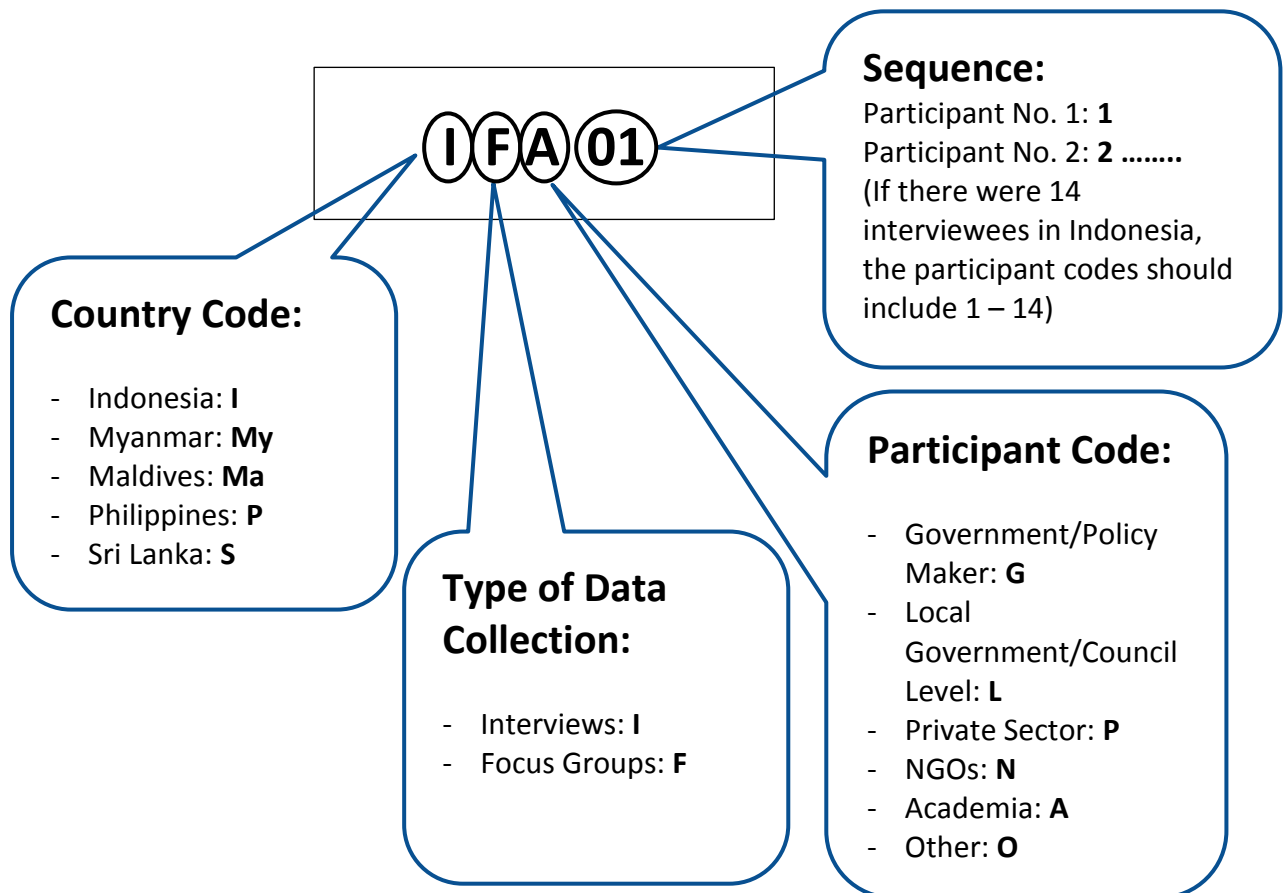 I F A 01
Sequence:
Participant No. 1: 1
Participant No. 2: 2 ........
(If there were 14
interviewees in Indonesia,
the participant codes should
include 1 – 14)
Country Code:
- Indonesia: I
- Myanmar: My
- Maldives: Ma
- Philippines: P
- Sri Lanka: S
Type of Data
Collection:
- Interviews: I
- Focus Groups: F
Participant Code:
- Government/Policy
Maker: G
- Local
Government/Council
Level: L
- Private Sector: P
- NGOs: N
- Academia: A
- Other: O